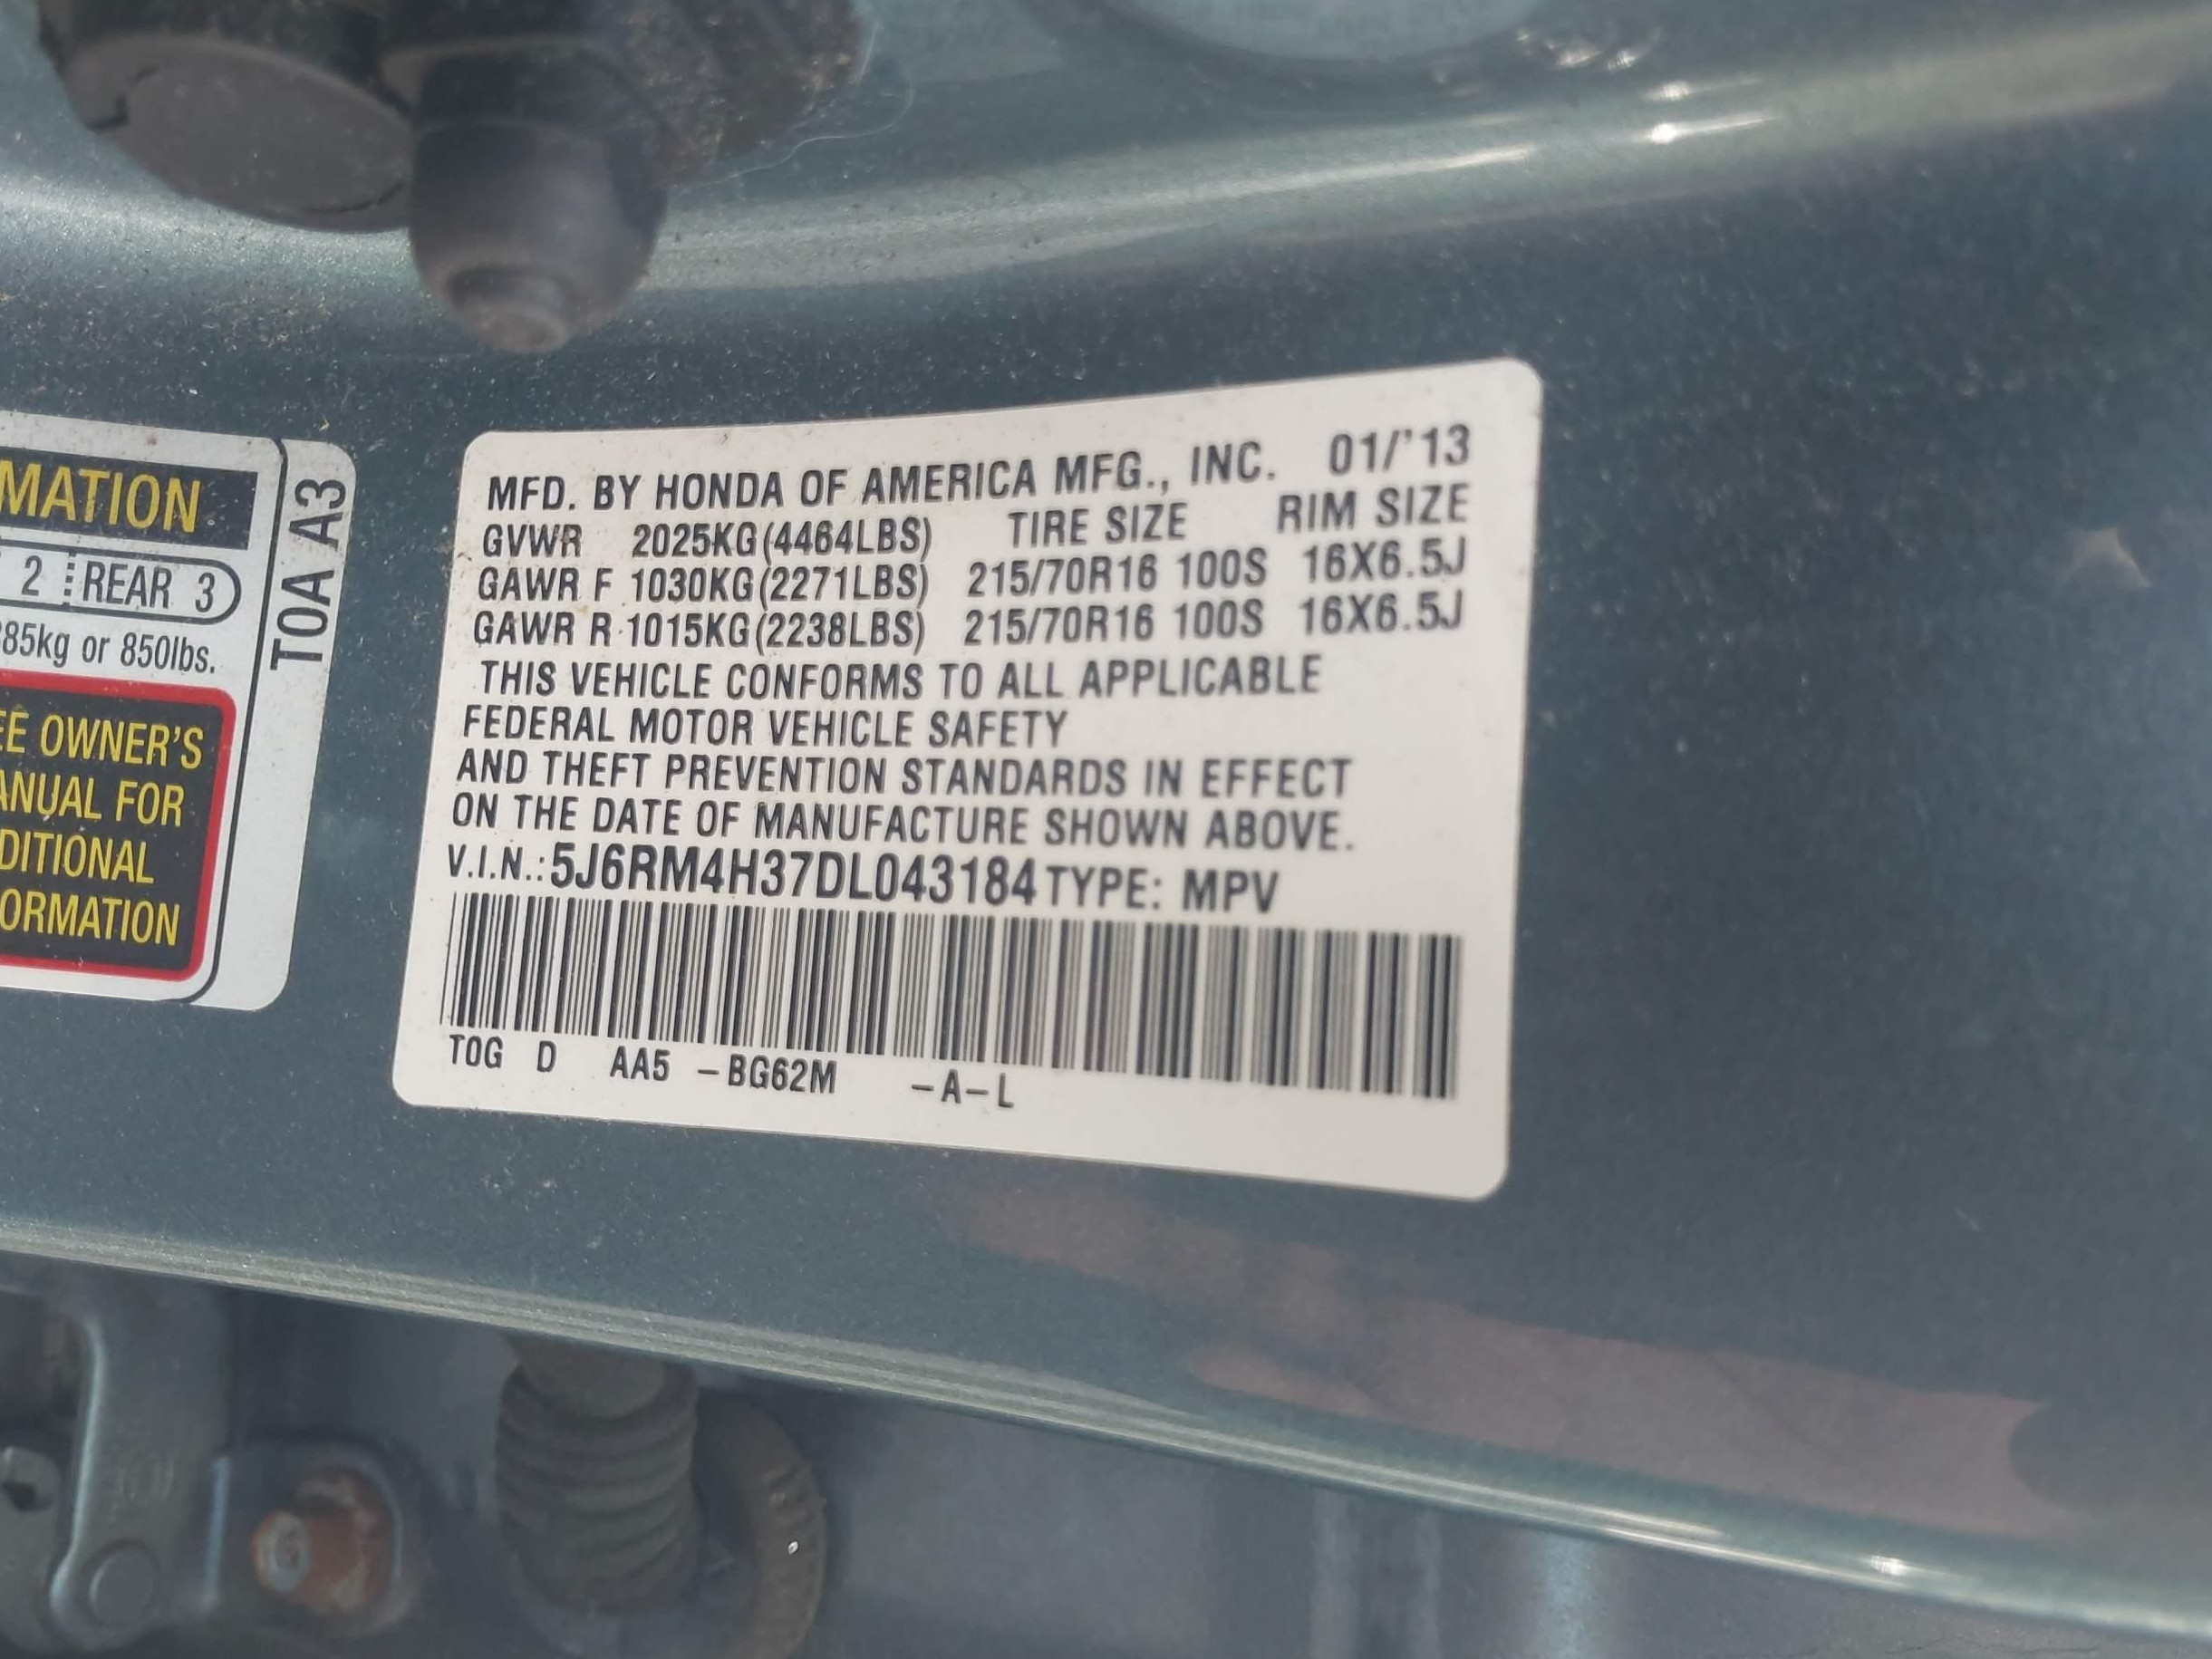 MATION
2 REAR 3
85kg or 850lbs.
EE OWNER'S
ANUAL FOR
DITIONAL
ORMATION
T0A A3
MFD. BY HONDA OF AMERICA MFG., INC. 01/'13
GVWR 2025KG(4464LBS) TIRE SIZE RIM SIZE
GAWR F 1030KG(2271LBS) 215/70R16 100S 16X6.5J
GAWR R 1015KG(2238LBS) 215/70R16 100S 16X6.5J
THIS VEHICLE CONFORMS TO ALL APPLICABLE
FEDERAL MOTOR VEHICLE SAFETY
AND THEFT PREVENTION STANDARDS IN EFFECT
ON THE DATE OF MANUFACTURE SHOWN ABOVE.
V.I.N.: 5J6RM4H37DL043184 TYPE: MPV
T0G D AA5 -BG62M -A-L